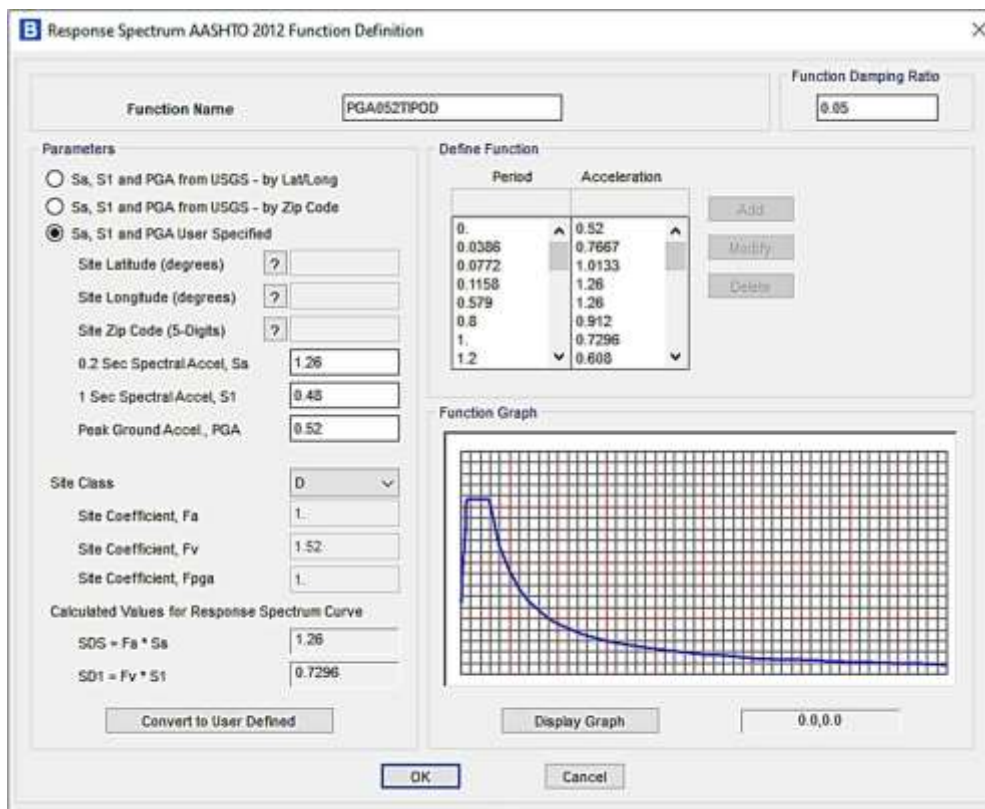 B Response Spectrum AASHTO 2012 Function Definition
Function Name
PGA052TIPOD
Function Damping Ratio
0.05
Parameters
Ss, S1 and PGA from USGS - by Lat/Long
Ss, S1 and PGA from USGS - by Zip Code
Ss, S1 and PGA User Specified
Site Latitude (degrees) ?
Site Longitude (degrees) ?
Site Zip Code (5-Digits) ?
0.2 Sec Spectral Accel, Ss 1.26
1 Sec Spectral Accel, S1 0.48
Peak Ground Accel., PGA 0.52
Site Class D
Site Coefficient, Fa 1.
Site Coefficient, Fv 1.52
Site Coefficient, Fpga 1.
Calculated Values for Response Spectrum Curve
SDS = Fa * Ss 1.26
SD1 = Fv * S1 0.7296
Convert to User Defined
Define Function
Period Acceleration
0. 0.52
0.0386 0.7667
0.0772 1.0133
0.1158 1.26
0.579 1.26
0.8 0.912
1. 0.7296
1.2 0.608
Add
Modify
Delete
Function Graph
Display Graph
0.0,0.0
OK
Cancel